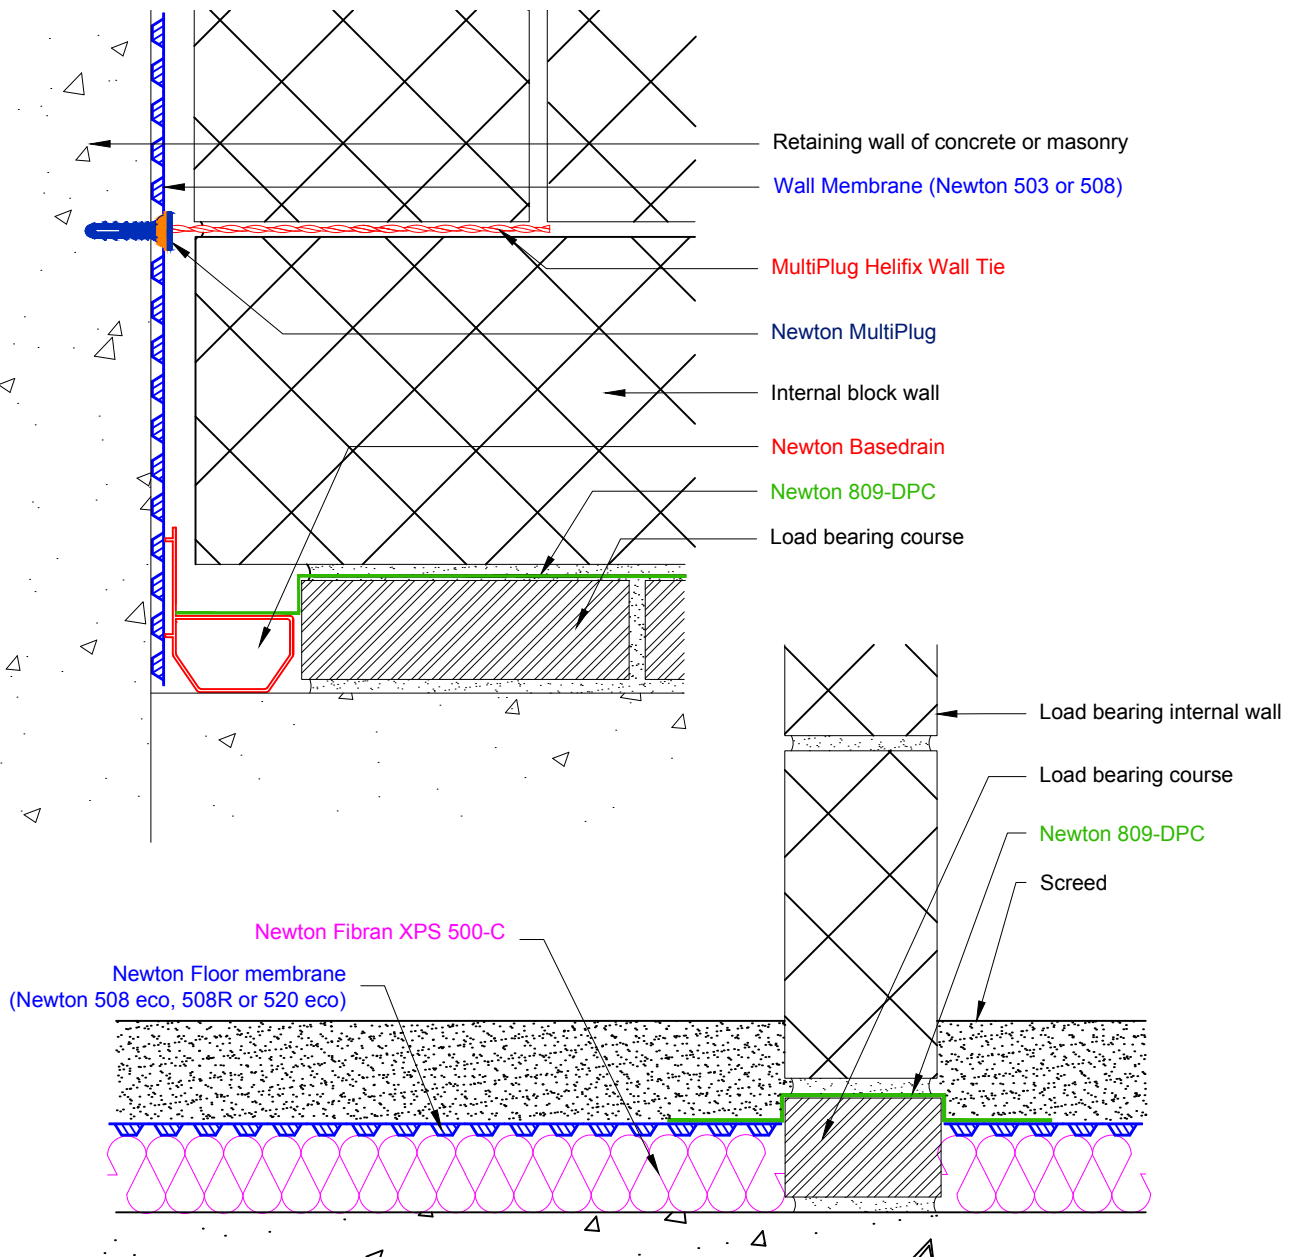 Retaining wall of concrete or masonry
Wall Membrane (Newton 503 or 508)
MultiPlug Helifix Wall Tie
Newton MultiPlug
Internal block wall
Newton Basedrain
Newton 809-DPC
Load bearing course
Load bearing internal wall
Load bearing course
Newton 809-DPC
Screed
Newton Fibran XPS 500-C
Newton Floor membrane
(Newton 508 eco, 508R or 520 eco)